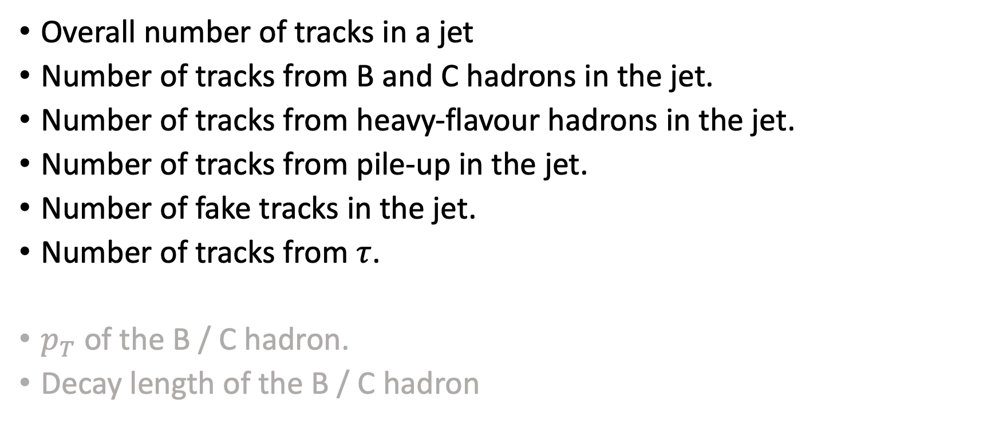 • Overall number of tracks in a jet
• Number of tracks from B and C hadrons in the jet.
• Number of tracks from heavy-flavour hadrons in the jet.
• Number of tracks from pile-up in the jet.
• Number of fake tracks in the jet.
• Number of tracks from τ.
• p_T of the B / C hadron.
• Decay length of the B / C hadron